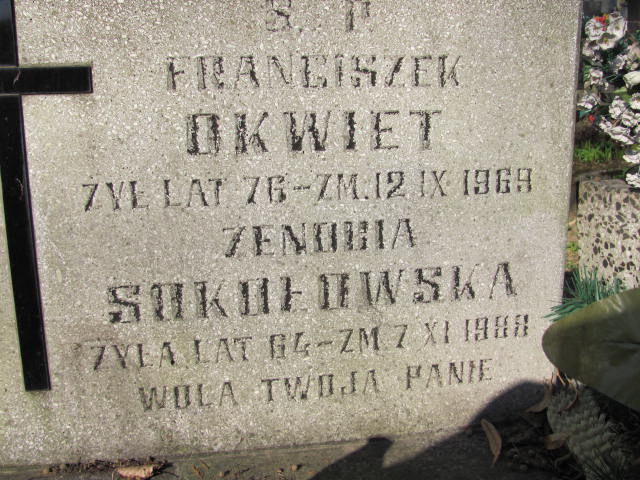 Ś. P.
FRANCISZEK
OKWIET
ŻYŁ LAT 76 - ZM. 12 IX 1969
ZENOBIA
SOKOŁOWSKA
ŻYŁA LAT 64 - ZM. 7 XI 1988
WOLA TWOJA PANIE